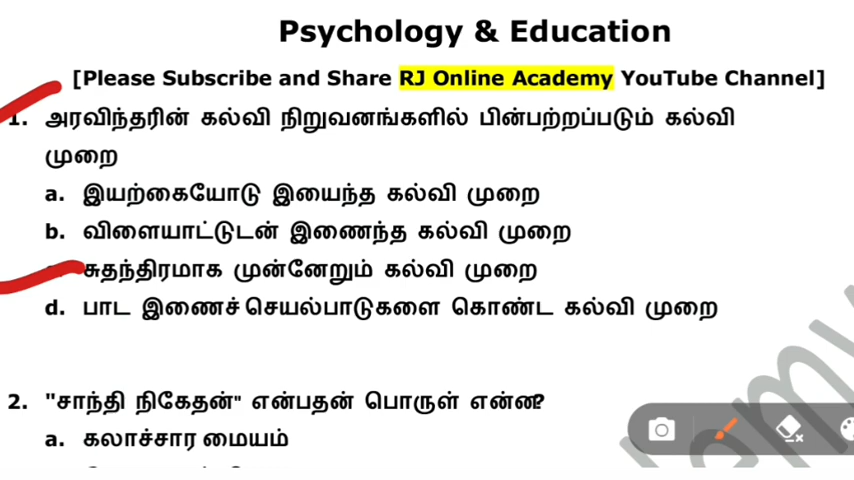 Psychology & Education
[Please Subscribe and Share RJ Online Academy YouTube Channel]
1. அரவிந்தரின் கல்வி நிறுவனங்களில் பின்பற்றப்படும் கல்வி
முறை
a. இயற்கையோடு இயைந்த கல்வி முறை
b. விளையாட்டுடன் இணைந்த கல்வி முறை
சுதந்திரமாக முன்னேறும் கல்வி முறை
d. பாட இணைச் செயல்பாடுகளை கொண்ட கல்வி முறை
2. "சாந்தி நிகேதன்" என்பதன் பொருள் என்ன?
a. கலாச்சார மையம்